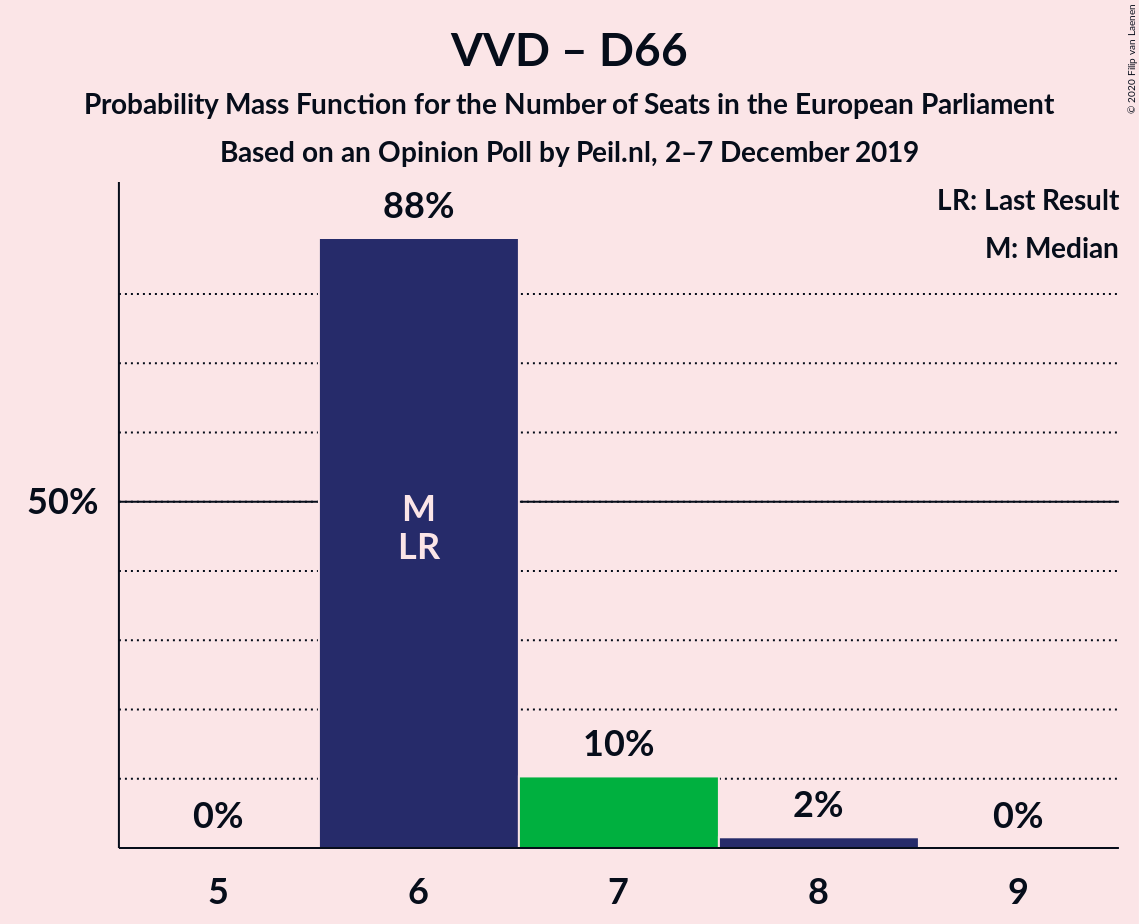 VVD – D66
Probability Mass Function for the Number of Seats in the European Parliament
Based on an Opinion Poll by Peil.nl, 2–7 December 2019
© 2020 Filip van Laenen
LR: Last Result
M: Median
88%
50%
M
LR
10%
0%
2%
0%
5 6 7 8 9